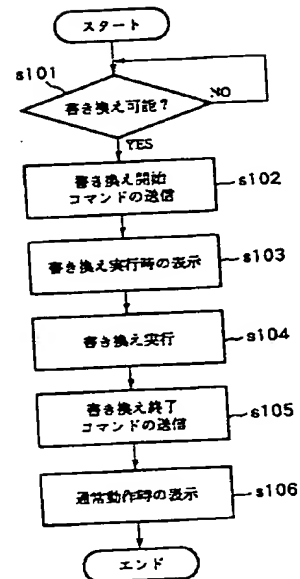 スタート
s101
書き換え可能?
NO
YES
書き換え開始
コマンドの送信
s102
書き換え実行時の表示
s103
書き換え実行
s104
書き換え終了
コマンドの送信
s105
通常動作時の表示
s106
エンド